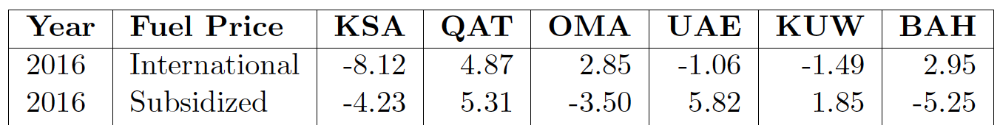 Year Fuel Price KSA QAT OMA UAE KUW BAH
2016 International -8.12 4.87 2.85 -1.06 -1.49 2.95
2016 Subsidized -4.23 5.31 -3.50 5.82 1.85 -5.25